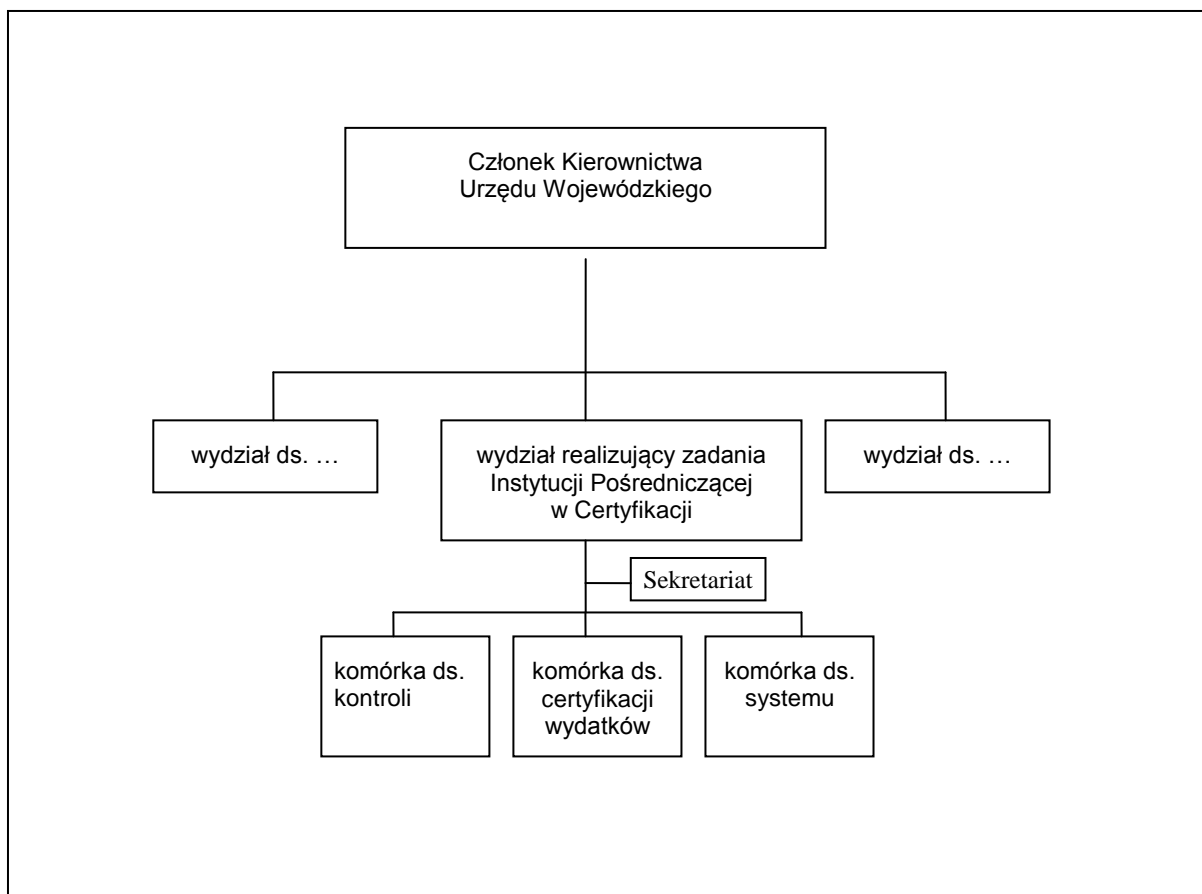 Członek Kierownictwa
Urzędu Wojewódzkiego
wydział ds. …
wydział realizujący zadania
Instytucji Pośredniczącej
w Certyfikacji
wydział ds. …
Sekretariat
komórka ds.
kontroli
komórka ds.
certyfikacji
wydatków
komórka ds.
systemu